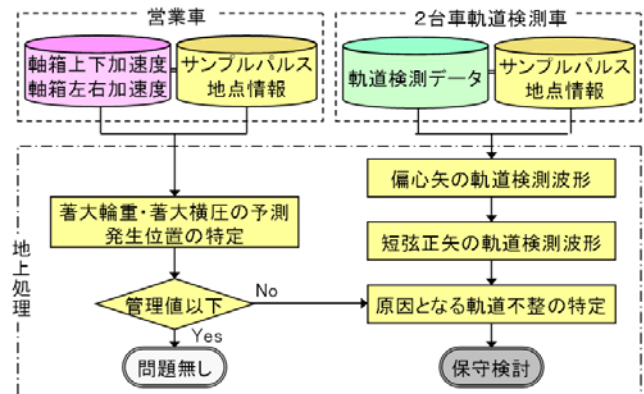 営業車
2台車軌道検測車
軸箱上下加速度
軸箱左右加速度
サンプルパルス
地点情報
軌道検測データ
サンプルパルス
地点情報
地上処理
著大輪重・著大横圧の予測
発生位置の特定
管理値以下
No
Yes
問題無し
偏心矢の軌道検測波形
短弦正矢の軌道検測波形
原因となる軌道不整の特定
保守検討